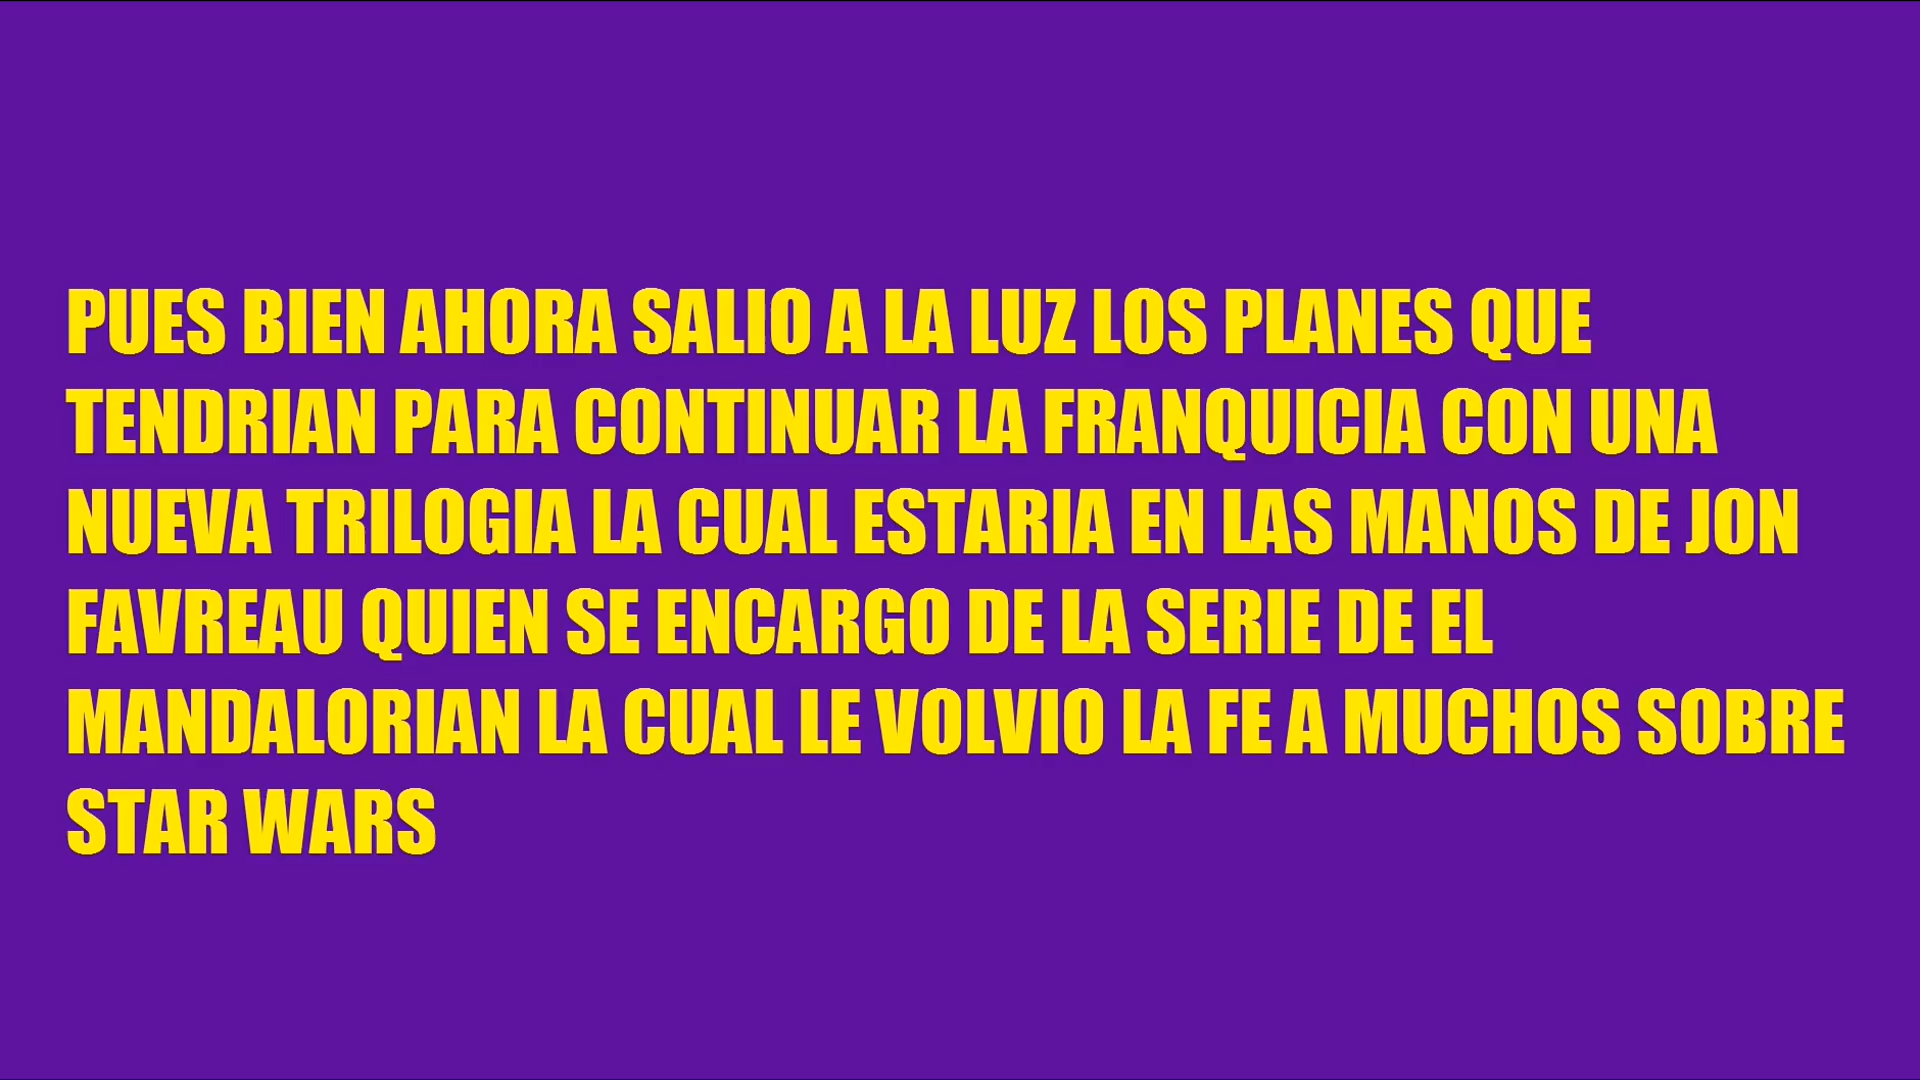 PUES BIEN AHORA SALIO A LA LUZ LOS PLANES QUE
TENDRIAN PARA CONTINUAR LA FRANQUICIA CON UNA
NUEVA TRILOGIA LA CUAL ESTARIA EN LAS MANOS DE JON
FAVREAU QUIEN SE ENCARGO DE LA SERIE DE EL
MANDALORIAN LA CUAL LE VOLVIO LA FE A MUCHOS SOBRE
STAR WARS